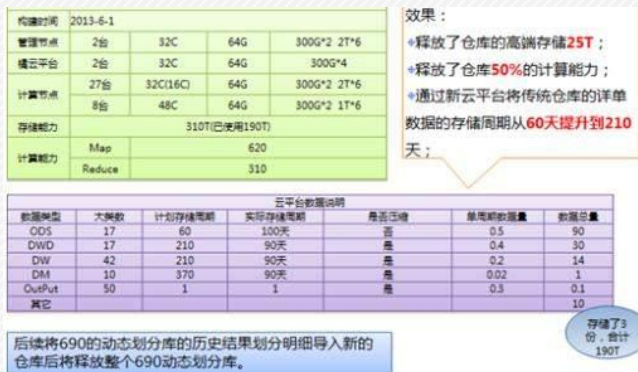 构建时间 2013-6-1
管理节点 2台 32C 64G 300G*2 2T*6
橘云平台 2台 32C 64G 300G*4
计算节点 27台 32C(16C) 64G 300G*2 2T*6
8台 48C 64G 300G*2 1T*6
存储能力 310T(已使用190T)
计算能力 Map 620
Reduce 310
效果：
释放了仓库的高端存储25T；
释放了仓库50%的计算能力；
通过新云平台将传统仓库的详单
数据的存储周期从60天提升到210
天；
云平台数据说明
数据类型 大类数 计划存储周期 实际存储周期 是否压缩 单周期数据量 数据总量
ODS 17 60 100天 否 0.5 90
DWD 17 210 90天 是 0.4 30
DW 42 210 90天 是 0.2 14
DM 10 370 90天 是 0.02 1
OutPut 50 1 1 是 0.3 0.1
其它 10
存储了3
份，合计
190T
后续将690的动态划分库的历史结果划分明细导入新的
仓库后将释放整个690动态划分库。